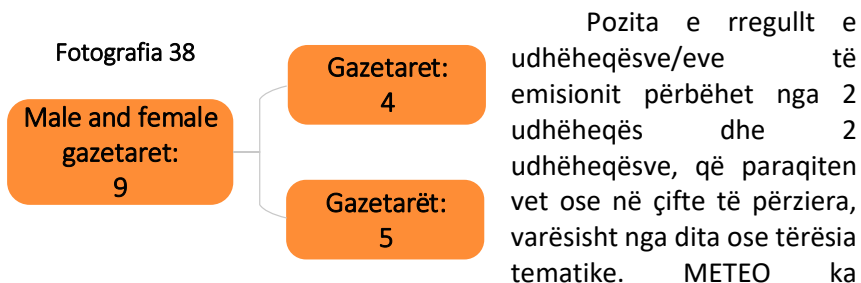 Fotografia 38
Male and female
gazetaret:
9
Gazetaret:
4
Gazetarët:
5
Pozita e rregullt e
udhëheqësve/eve të
emisionit përbëhet nga 2
udhëheqës dhe 2
udhëheqësve, që paraqiten
vet ose në çifte të përziera,
varësisht nga dita ose tërësia
tematike. METEO ka